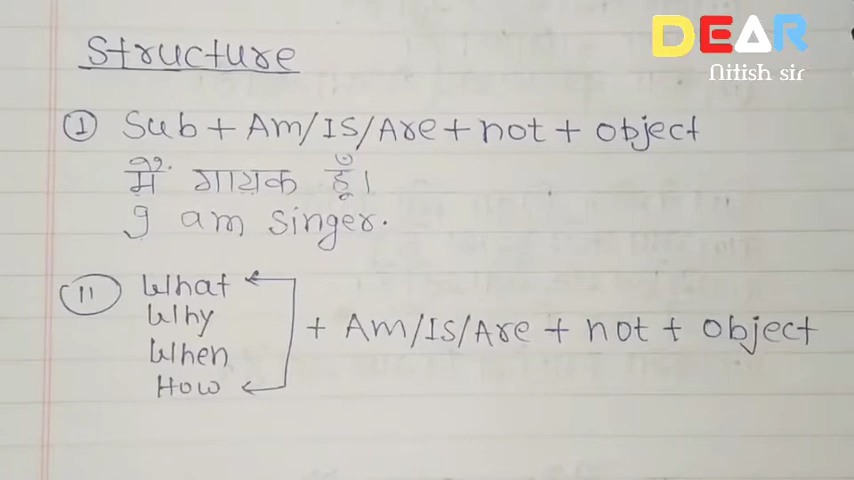 DEAR
Nitish sir
Structure
① Sub + Am/Is/Are + not + object
मैं गायक हूँ।
I am singer.
II What
Why
When
How
+ Am/Is/Are + not + object